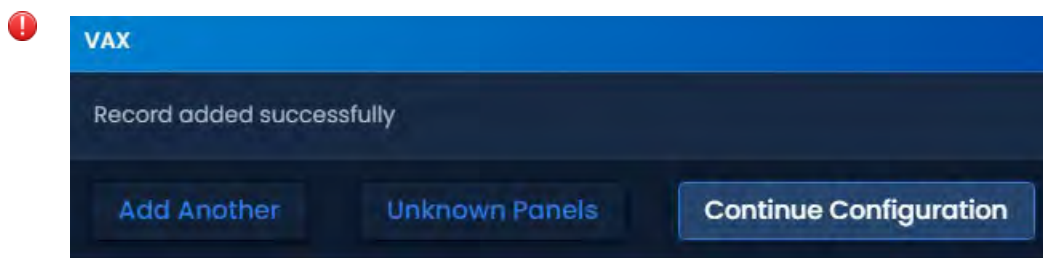 VAX
Record added successfully
Add Another Unknown Panels Continue Configuration